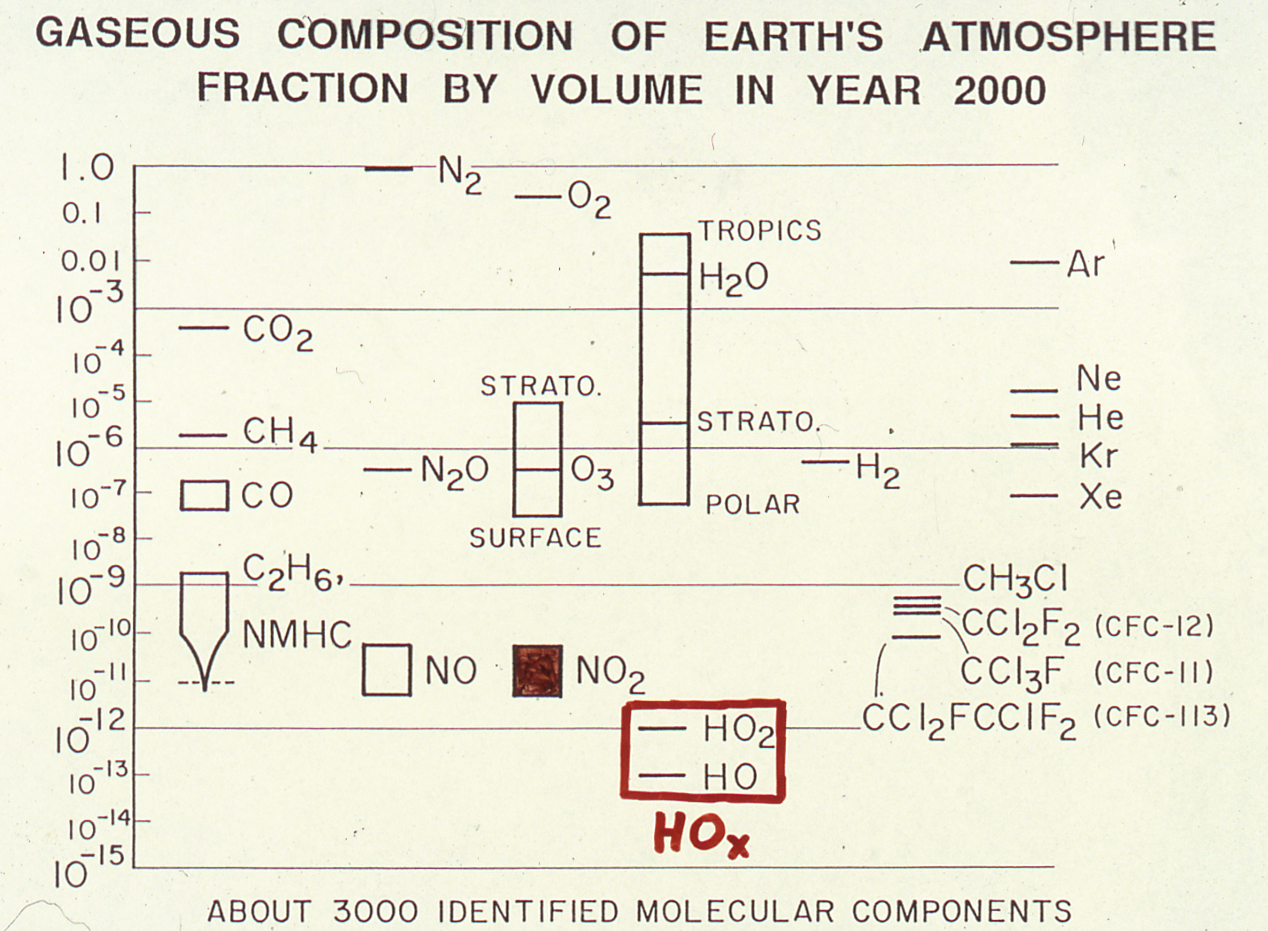 GASEOUS COMPOSITION OF EARTH'S ATMOSPHERE
FRACTION BY VOLUME IN YEAR 2000
1.0
N₂
O₂
0.1
TROPICS
0.01
H₂O
Ar
10⁻³
CO₂
10⁻⁴
STRATO.
Ne
10⁻⁵
He
STRATO.
CH₄
10⁻⁶
Kr
N₂O
O₃
H₂
10⁻⁷
CO
Xe
POLAR
SURFACE
10⁻⁸
C₂H₆,
10⁻⁹
CH₃Cl
CCl₂F₂ (CFC-12)
10⁻¹⁰
NMHC
NO
NO₂
CCl₃F (CFC-11)
10⁻¹¹
10⁻¹²
HO₂
CCl₂FCClF₂ (CFC-113)
10⁻¹³
HO
10⁻¹⁴
HOₓ
10⁻¹⁵
ABOUT 3000 IDENTIFIED MOLECULAR COMPONENTS